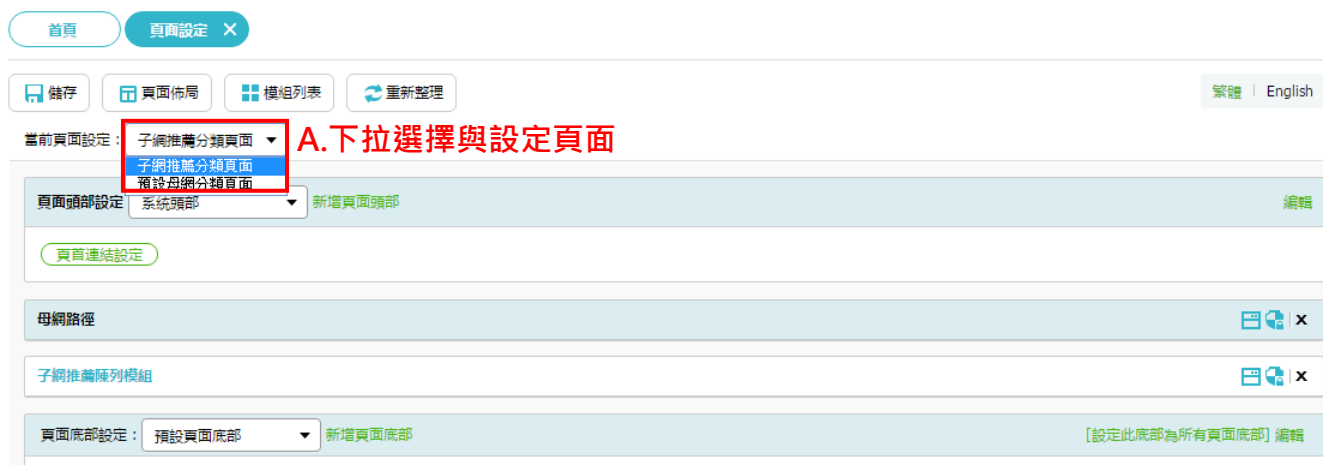 首頁
頁面設定 X
儲存
頁面佈局
模組列表
重新整理
繁體 | English
當前頁面設定：
子網推薦分類頁面
A.下拉選擇與設定頁面
子網推薦分類頁面
預設母網分類頁面
頁面頭部設定
系統頭部
新增頁面頭部
編輯
頁首連結設定
母網路徑
X
子網推薦陳列模組
X
頁面底部設定：
預設頁面底部
新增頁面底部
[設定此底部為所有頁面底部] 編輯